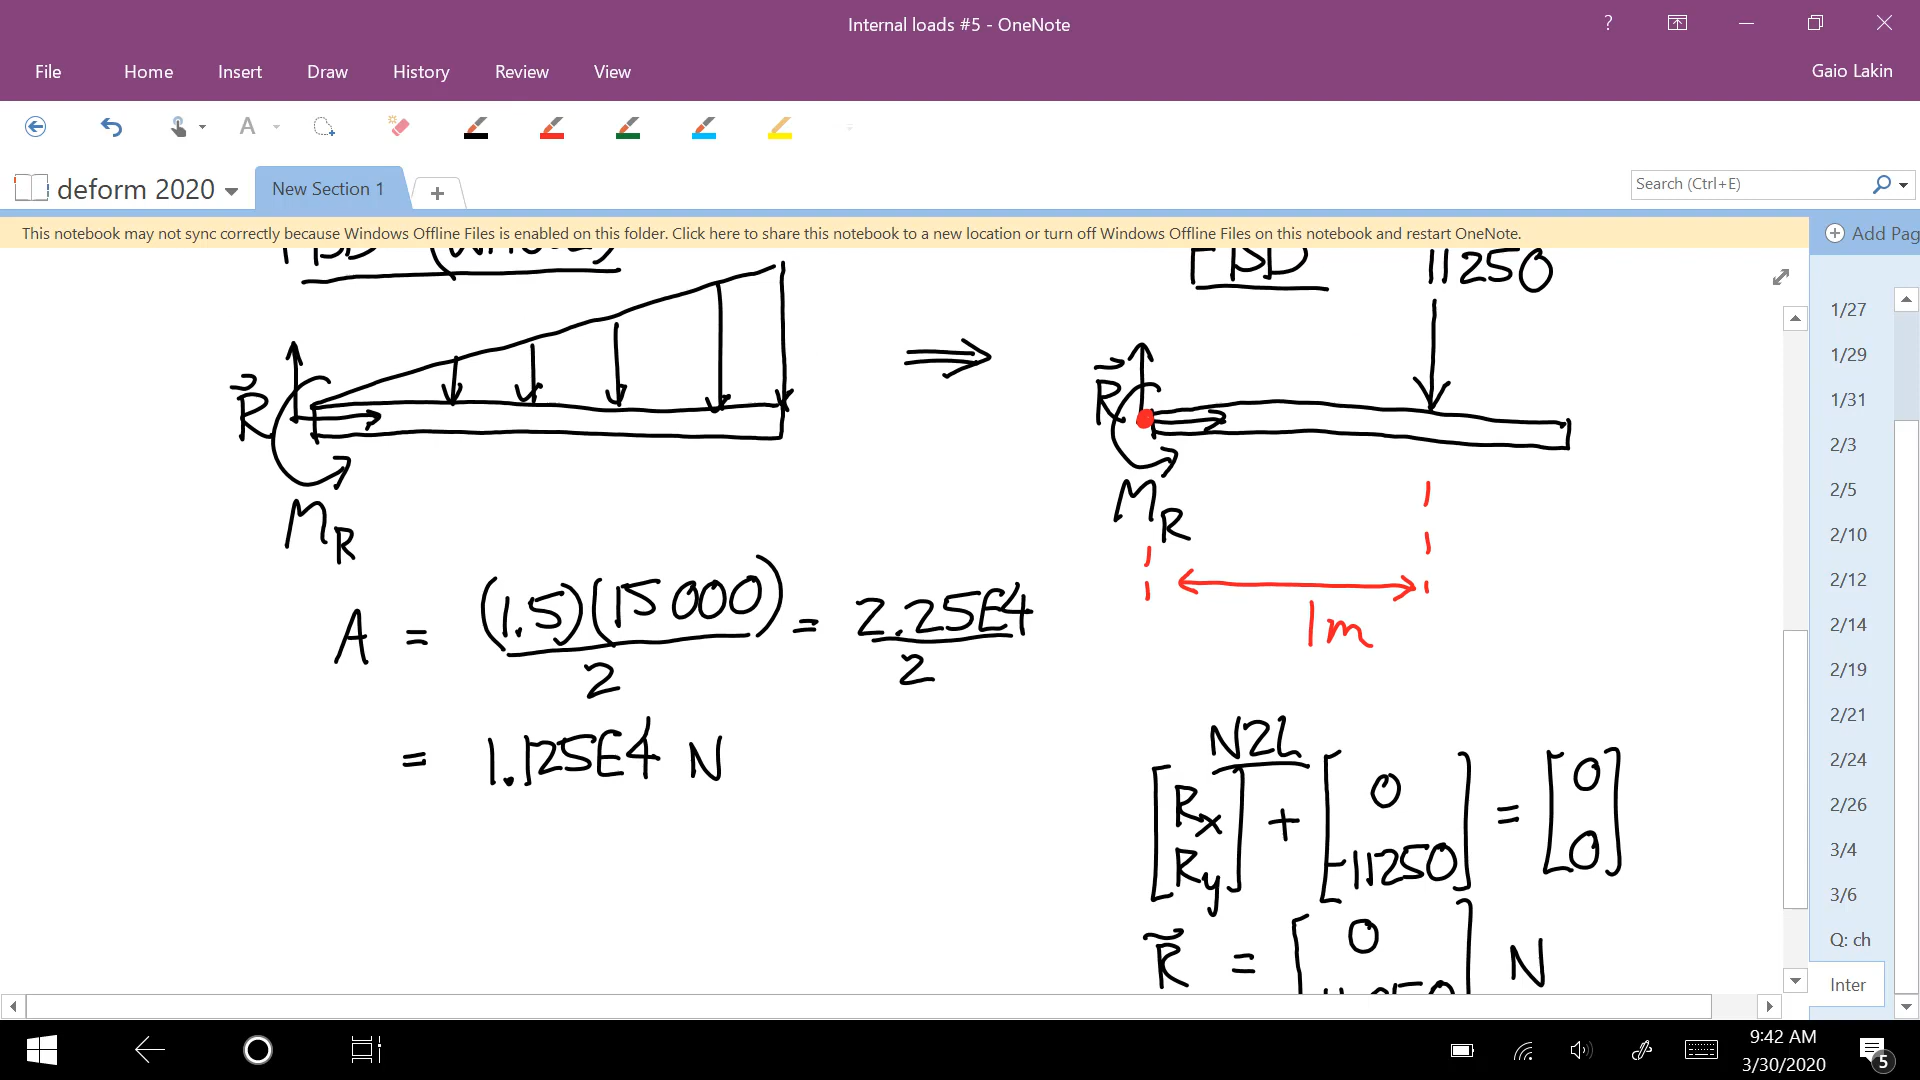 Internal loads #5 - OneNote
?
File Home Insert Draw History Review View
Gaio Lakin
A
deform 2020
New Section 1
+
Search (Ctrl+E)
This notebook may not sync correctly because Windows Offline Files is enabled on this folder. Click here to share this notebook to a new location or turn off Windows Offline Files on this notebook and restart OneNote.
Add Pag
FBD (WHOLE)
FBD
11250
R⃗
M_R
⇒
R⃗
M_R
1m
A = (1.5)(15000)/2 = 2.25E4/2
= 1.125E4 N
N2L
[Rx Ry] + [0 -11250] = [0 0]
R⃗ = [0 11250] N
1/27
1/29
1/31
2/3
2/5
2/10
2/12
2/14
2/19
2/21
2/24
2/26
3/4
3/6
Q: ch
Inter
9:42 AM
3/30/2020
5